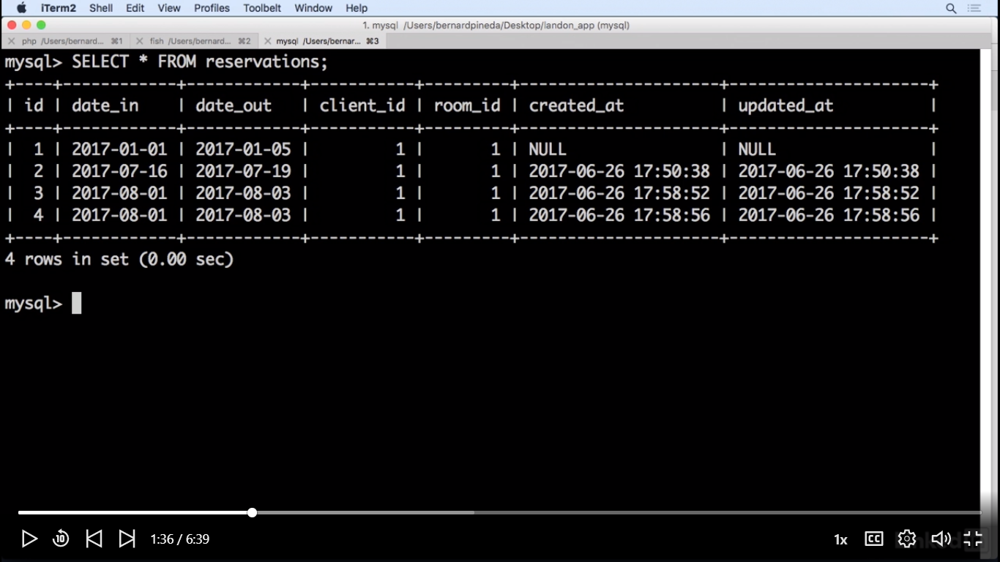 iTerm2 Shell Edit View Profiles Toolbelt Window Help
1. mysql /Users/bernardpineda/Desktop/landon_app (mysql)
php /Users/bernard... ⌘1 fish /Users/bernard... ⌘2 mysql /Users/bernar... ⌘3
mysql> SELECT * FROM reservations;
+----+------------+------------+-----------+---------+---------------------+---------------------+
| id | date_in | date_out | client_id | room_id | created_at | updated_at |
+----+------------+------------+-----------+---------+---------------------+---------------------+
| 1 | 2017-01-01 | 2017-01-05 | 1 | 1 | NULL | NULL |
| 2 | 2017-07-16 | 2017-07-19 | 1 | 1 | 2017-06-26 17:50:38 | 2017-06-26 17:50:38 |
| 3 | 2017-08-01 | 2017-08-03 | 1 | 1 | 2017-06-26 17:58:52 | 2017-06-26 17:58:52 |
| 4 | 2017-08-01 | 2017-08-03 | 1 | 1 | 2017-06-26 17:58:56 | 2017-06-26 17:58:56 |
+----+------------+------------+-----------+---------+---------------------+---------------------+
4 rows in set (0.00 sec)
mysql>
10 1:36 / 6:39 1x CC